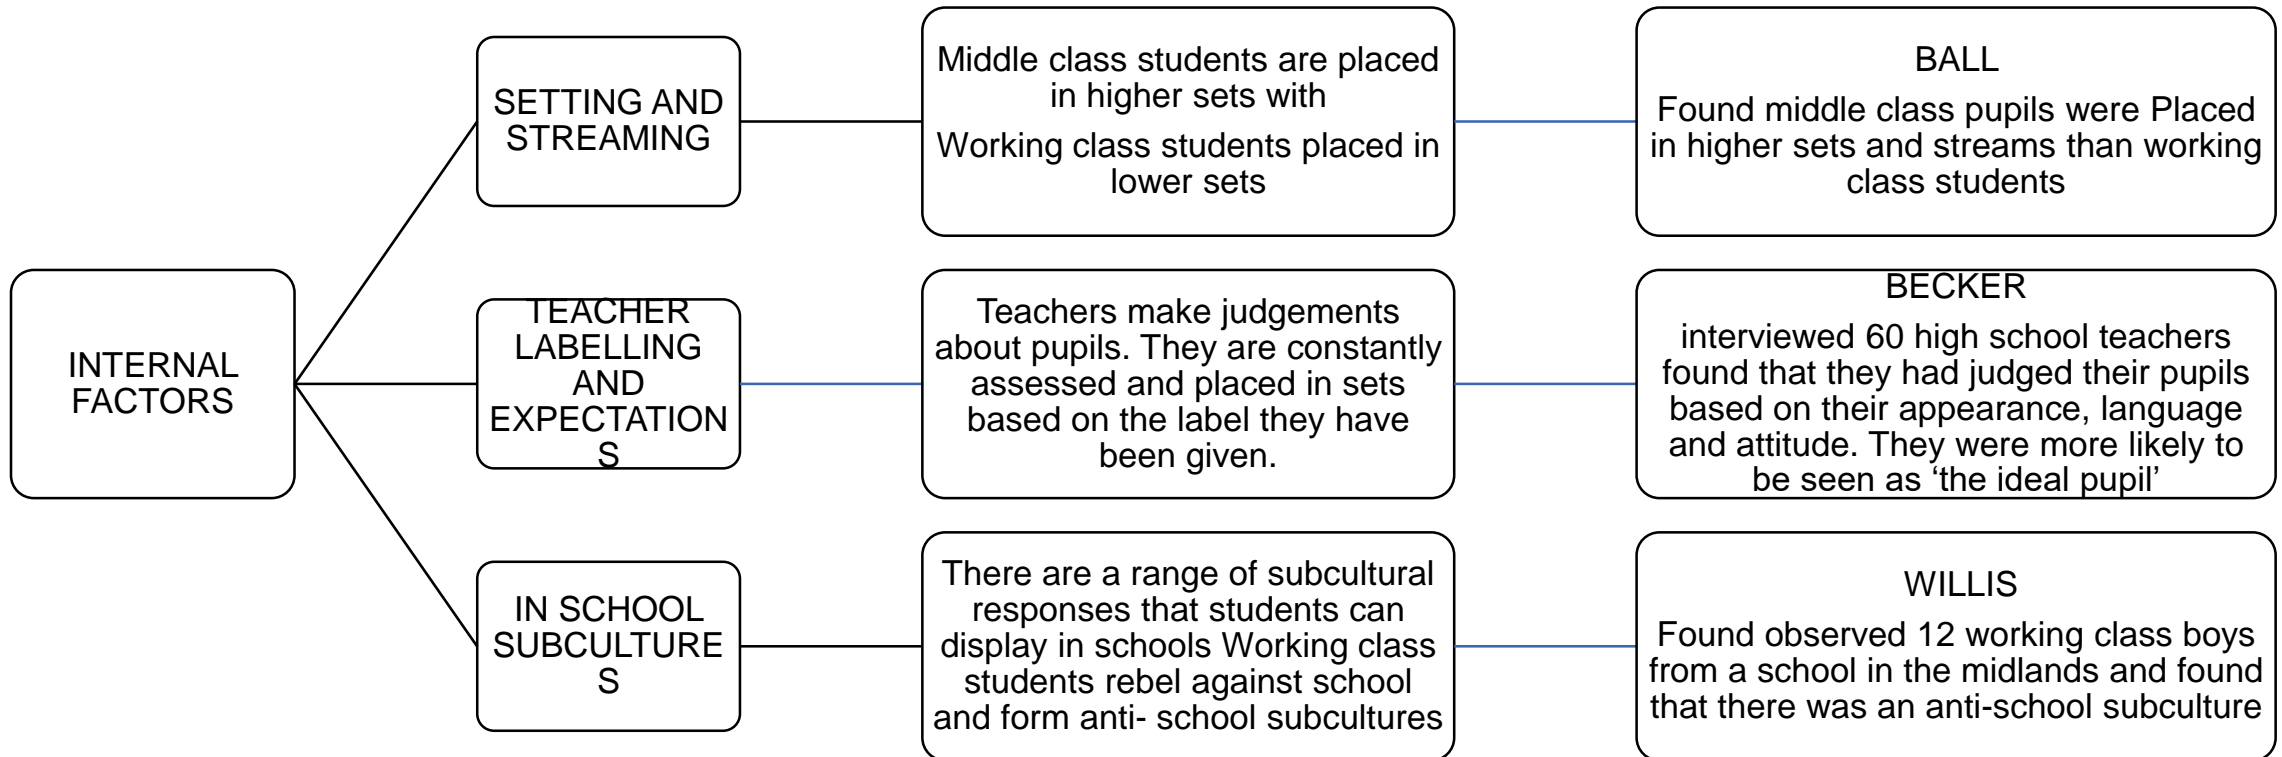 INTERNAL
FACTORS
SETTING AND
STREAMING
Middle class students are placed
in higher sets with
Working class students placed in
lower sets
BALL
Found middle class pupils were Placed
in higher sets and streams than working
class students
TEACHER
LABELLING
AND
EXPECTATION
S
Teachers make judgements
about pupils. They are constantly
assessed and placed in sets
based on the label they have
been given.
BECKER
interviewed 60 high school teachers
found that they had judged their pupils
based on their appearance, language
and attitude. They were more likely to
be seen as ‘the ideal pupil’
IN SCHOOL
SUBCULTURE
S
There are a range of subcultural
responses that students can
display in schools Working class
students rebel against school
and form anti- school subcultures
WILLIS
Found observed 12 working class boys
from a school in the midlands and found
that there was an anti-school subculture